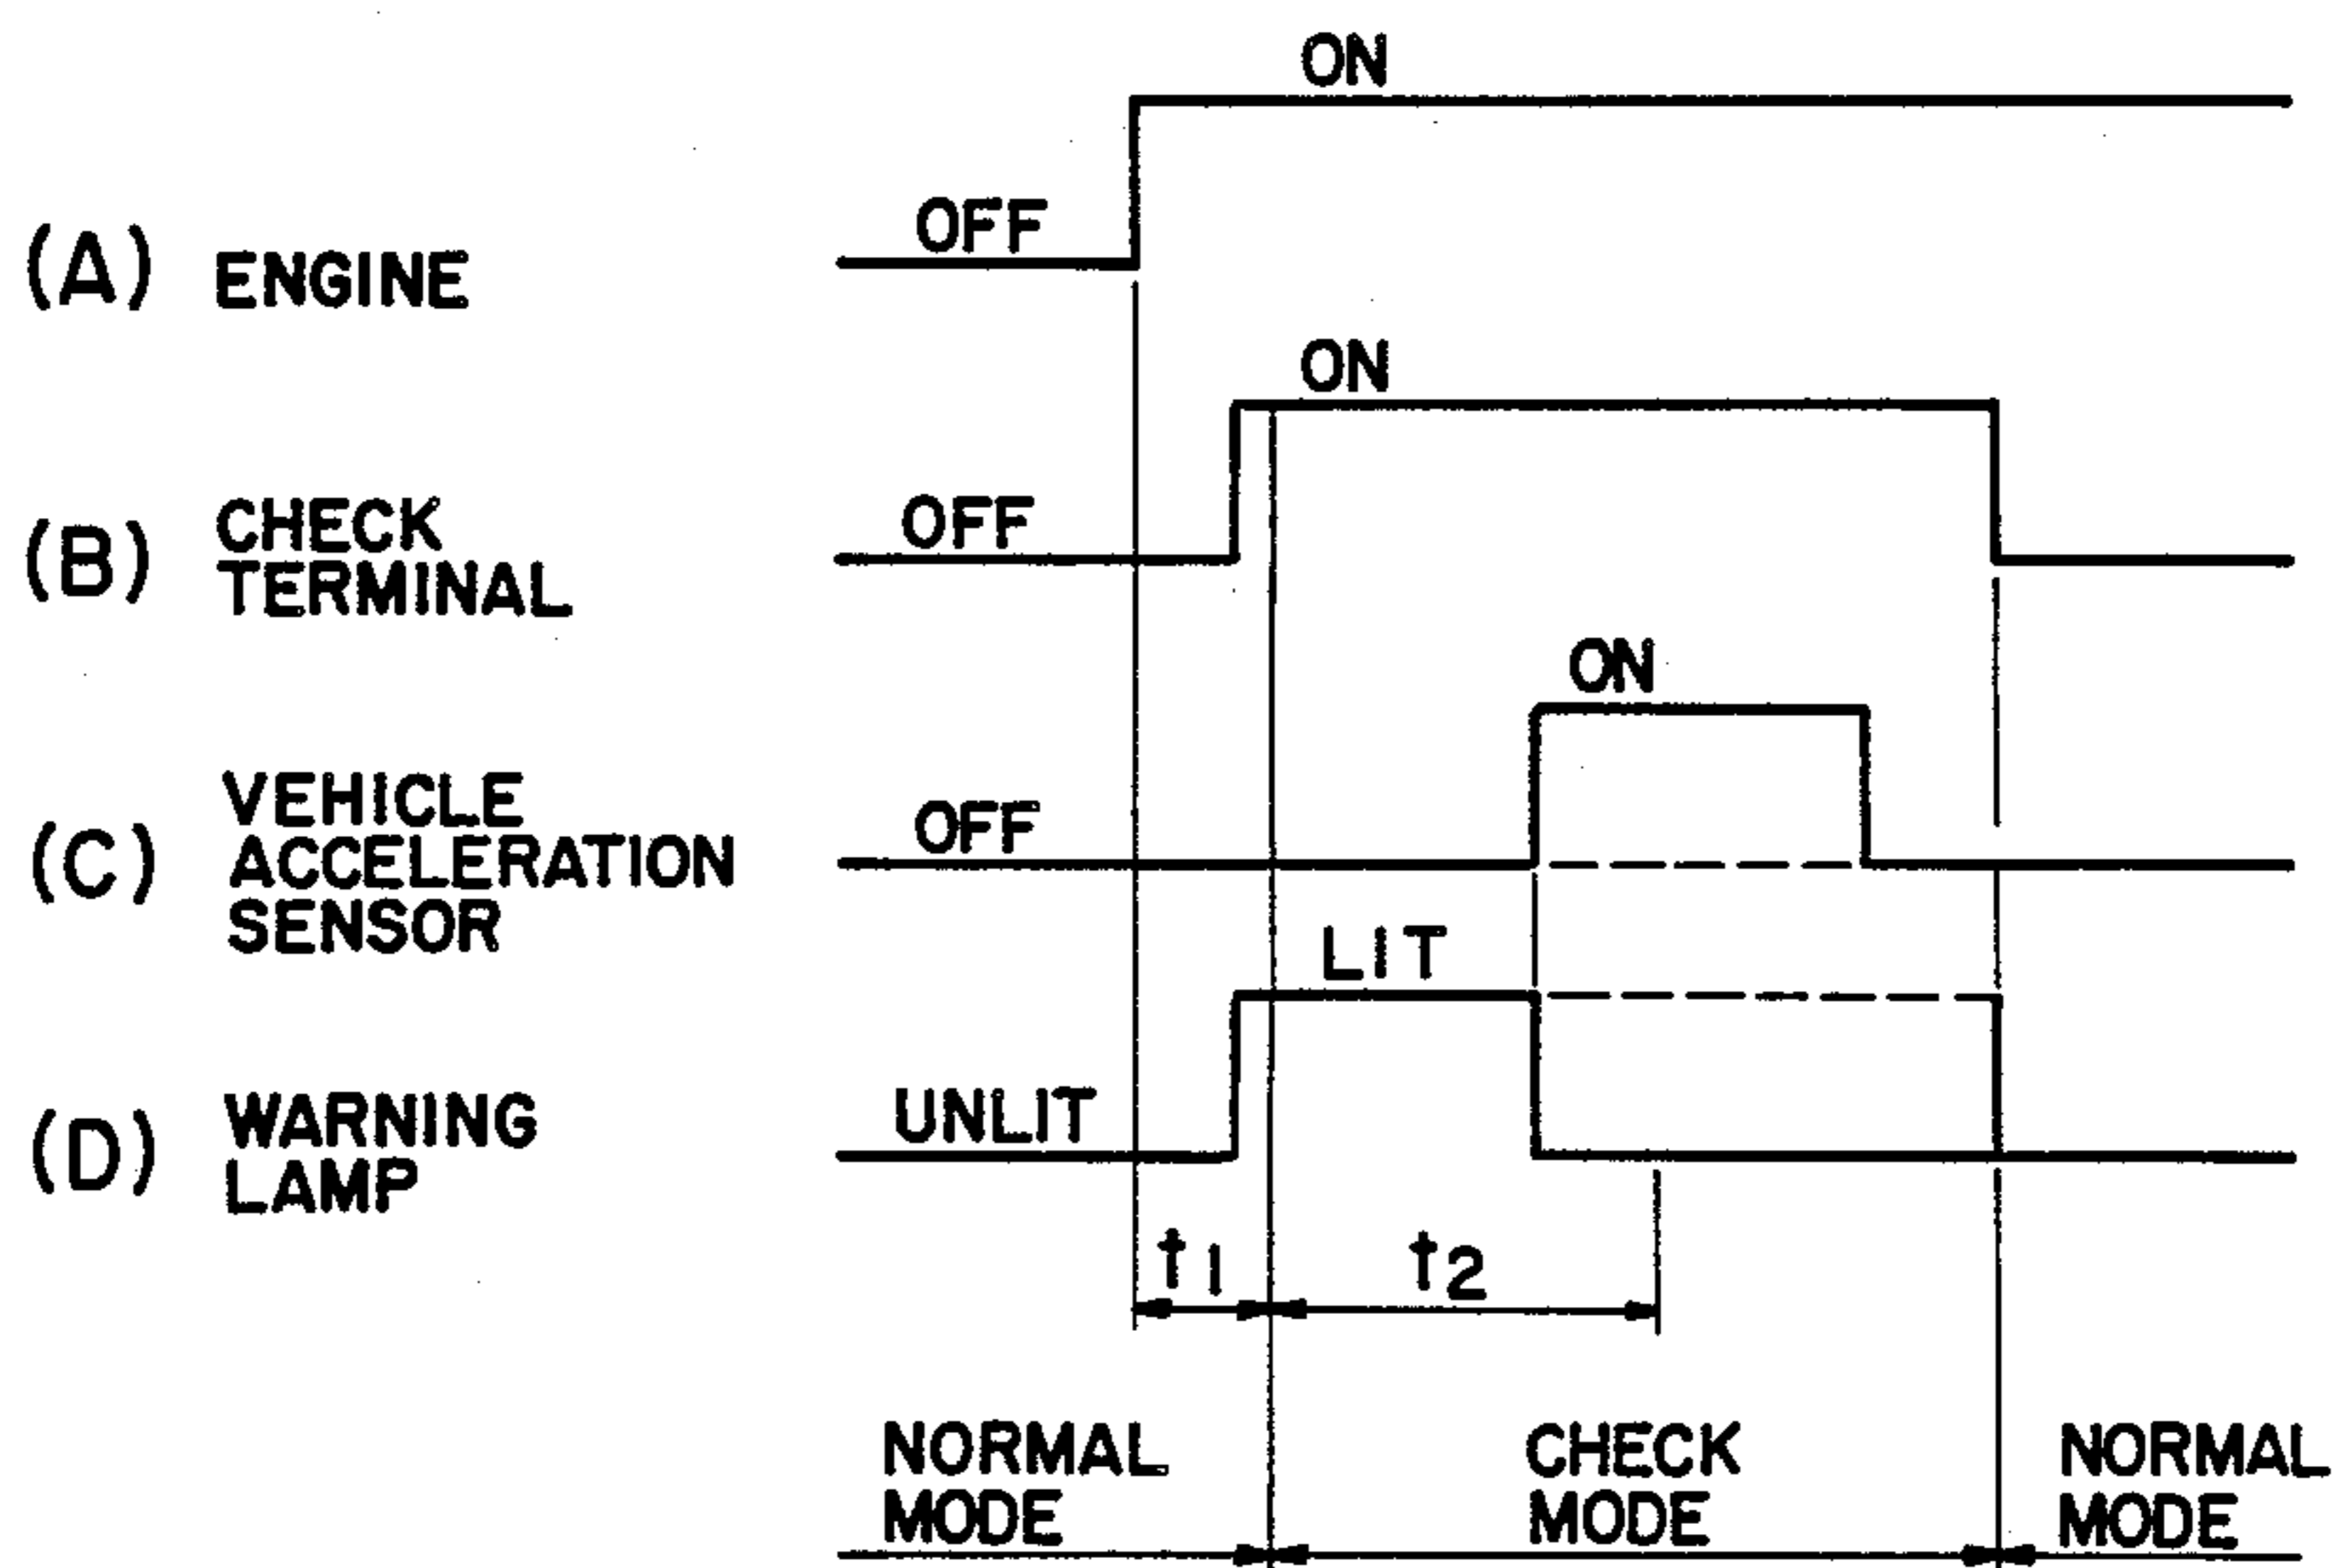 ON
OFF
(A) ENGINE
ON
OFF
(B) CHECK
TERMINAL
ON
OFF
(C) VEHICLE
ACCELERATION
SENSOR
LIT
UNLIT
(D) WARNING
LAMP
t1 t2
NORMAL
MODE
CHECK
MODE
NORMAL
MODE